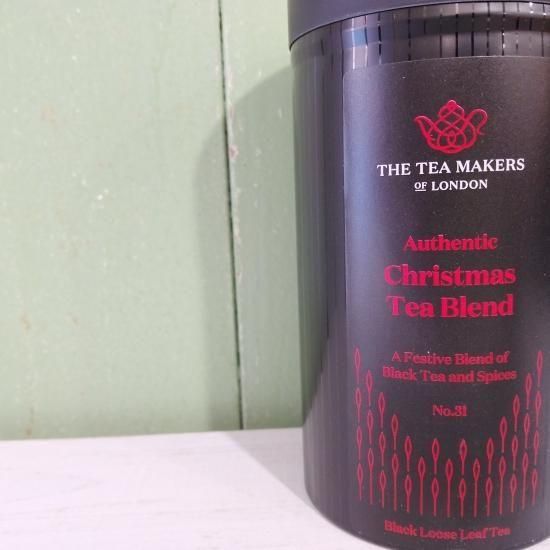 THE TEA MAKERS
OF LONDON
Authentic
Christmas
Tea Blend
A Festive Blend of
Black Tea and Spices
No.31
Black Loose Leaf Tea